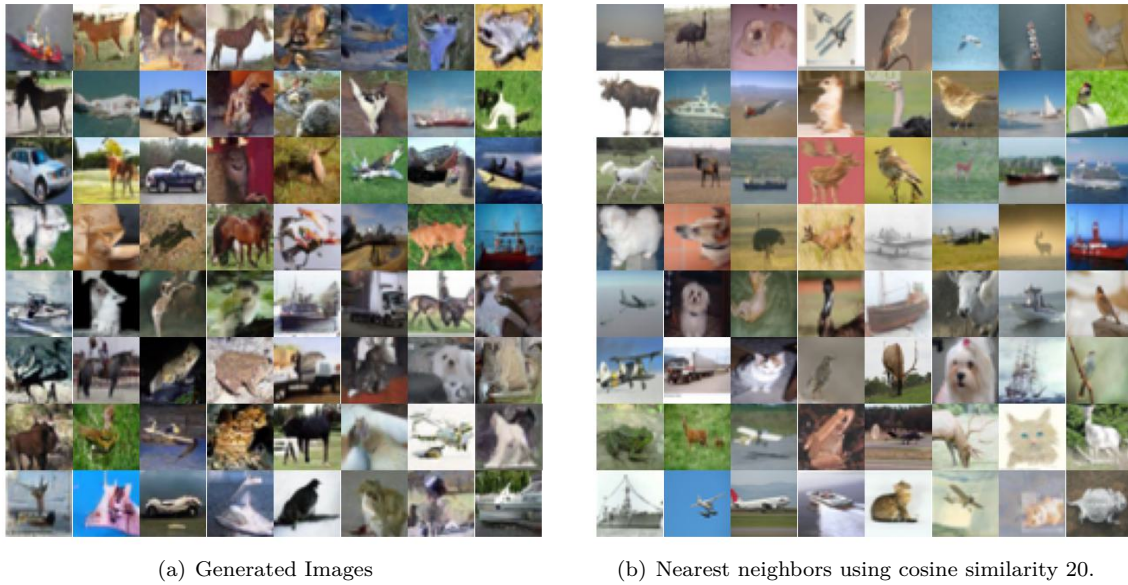 (a) Generated Images
(b) Nearest neighbors using cosine similarity 20.